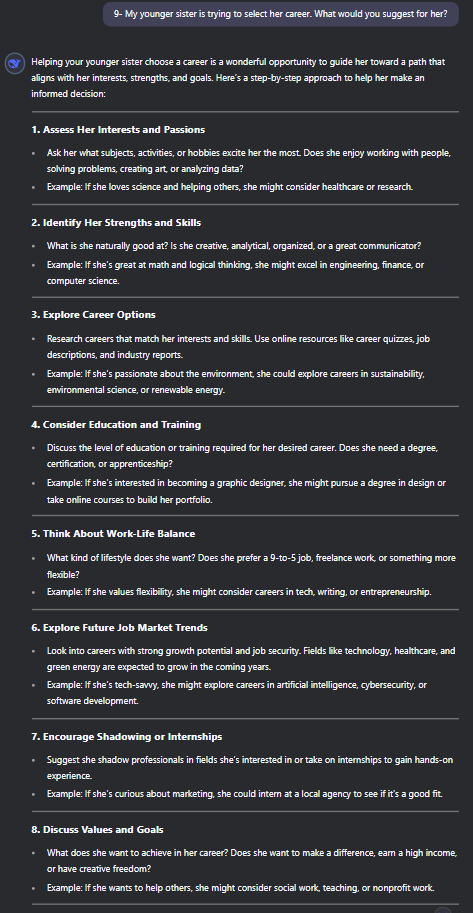 9- My younger sister is trying to select her career. What would you suggest for her?
Helping your younger sister choose a career is a wonderful opportunity to guide her toward a path that
aligns with her interests, strengths, and goals. Here's a step-by-step approach to help her make an
informed decision:
1. Assess Her Interests and Passions
• Ask her what subjects, activities, or hobbies excite her the most. Does she enjoy working with people,
solving problems, creating art, or analyzing data?
• Example: If she loves science and helping others, she might consider healthcare or research.
2. Identify Her Strengths and Skills
• What is she naturally good at? Is she creative, analytical, organized, or a great communicator?
• Example: If she's great at math and logical thinking, she might excel in engineering, finance, or
computer science.
3. Explore Career Options
• Research careers that match her interests and skills. Use online resources like career quizzes, job
descriptions, and industry reports.
• Example: If she's passionate about the environment, she could explore careers in sustainability,
environmental science, or renewable energy.
4. Consider Education and Training
• Discuss the level of education or training required for her desired career. Does she need a degree,
certification, or apprenticeship?
• Example: If she's interested in becoming a graphic designer, she might pursue a degree in design or
take online courses to build her portfolio.
5. Think About Work-Life Balance
• What kind of lifestyle does she want? Does she prefer a 9-to-5 job, freelance work, or something more
flexible?
• Example: If she values flexibility, she might consider careers in tech, writing, or entrepreneurship.
6. Explore Future Job Market Trends
• Look into careers with strong growth potential and job security. Fields like technology, healthcare, and
green energy are expected to grow in the coming years.
• Example: If she's tech-savvy, she might explore careers in artificial intelligence, cybersecurity, or
software development.
7. Encourage Shadowing or Internships
• Suggest she shadow professionals in fields she's interested in or take on internships to gain hands-on
experience.
• Example: If she's curious about marketing, she could intern at a local agency to see if it's a good fit.
8. Discuss Values and Goals
• What does she want to achieve in her career? Does she want to make a difference, earn a high income,
or have creative freedom?
• Example: If she wants to help others, she might consider social work, teaching, or nonprofit work.